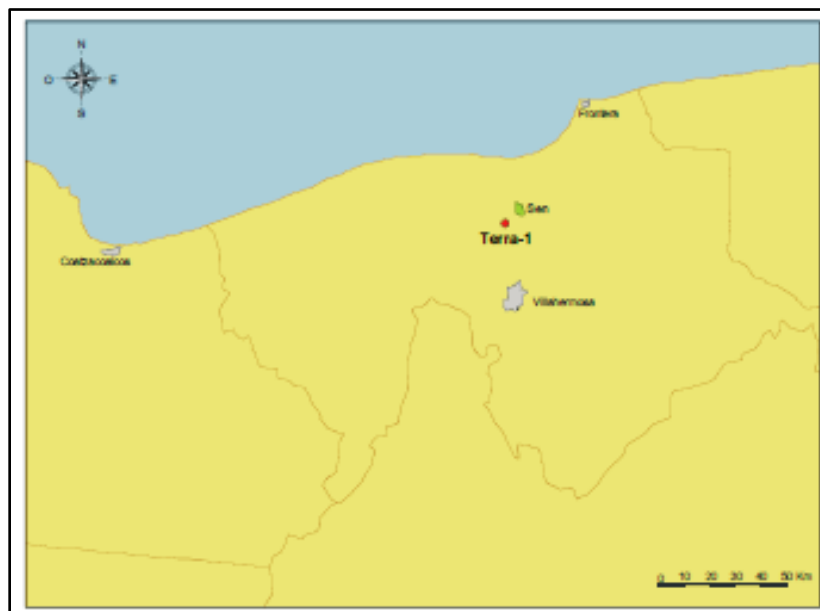 N
O E
S
Frontera
Sen
Terra-1
Coatzacoalcos
Villahermosa
0 10 20 30 40 50 Km